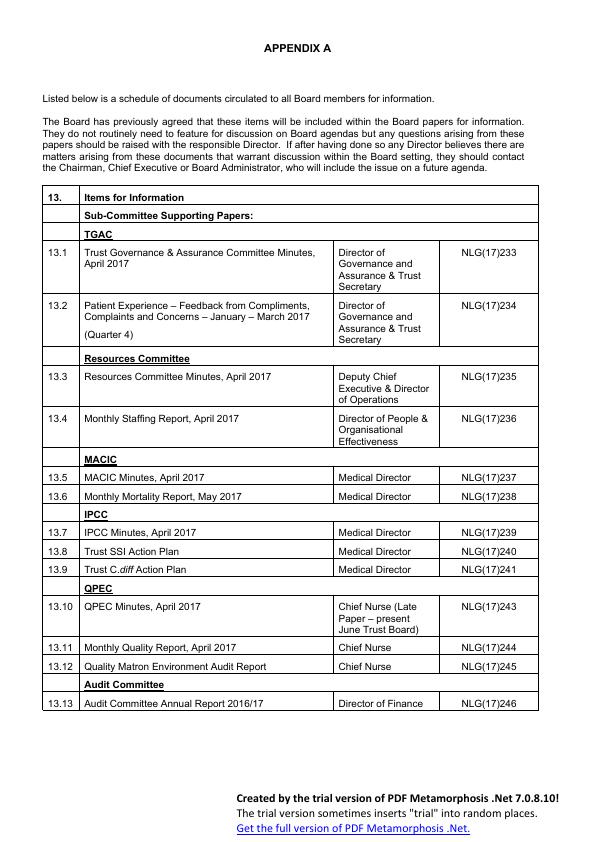 APPENDIX A
Listed below is a schedule of documents circulated to all Board members for information.
The Board has previously agreed that these items will be included within the Board papers for information.
They do not routinely need to feature for discussion on Board agendas but any questions arising from these
papers should be raised with the responsible Director.  If after having done so any Director believes there are
matters arising from these documents that warrant discussion within the Board setting, they should contact
the Chairman, Chief Executive or Board Administrator, who will include the issue on a future agenda.
13. Items for Information
Sub-Committee Supporting Papers:
TGAC
13.1 Trust Governance & Assurance Committee Minutes, Director of NLG(17)233
April 2017 Governance and
Assurance & Trust
Secretary
13.2 Patient Experience – Feedback from Compliments, Director of NLG(17)234
Complaints and Concerns – January – March 2017 Governance and
(Quarter 4) Assurance & Trust
Secretary
Resources Committee
13.3 Resources Committee Minutes, April 2017 Deputy Chief NLG(17)235
Executive & Director
of Operations
13.4 Monthly Staffing Report, April 2017 Director of People & NLG(17)236
Organisational
Effectiveness
MACIC
13.5 MACIC Minutes, April 2017 Medical Director NLG(17)237
13.6 Monthly Mortality Report, May 2017 Medical Director NLG(17)238
IPCC
13.7 IPCC Minutes, April 2017 Medical Director NLG(17)239
13.8 Trust SSI Action Plan Medical Director NLG(17)240
13.9 Trust C.diff Action Plan Medical Director NLG(17)241
QPEC
13.10 QPEC Minutes, April 2017 Chief Nurse (Late NLG(17)243
Paper – present
June Trust Board)
13.11 Monthly Quality Report, April 2017 Chief Nurse NLG(17)244
13.12 Quality Matron Environment Audit Report Chief Nurse NLG(17)245
Audit Committee
13.13 Audit Committee Annual Report 2016/17 Director of Finance NLG(17)246
Created by the trial version of PDF Metamorphosis .Net 7.0.8.10!
The trial version sometimes inserts "trial" into random places.
Get the full version of PDF Metamorphosis .Net.